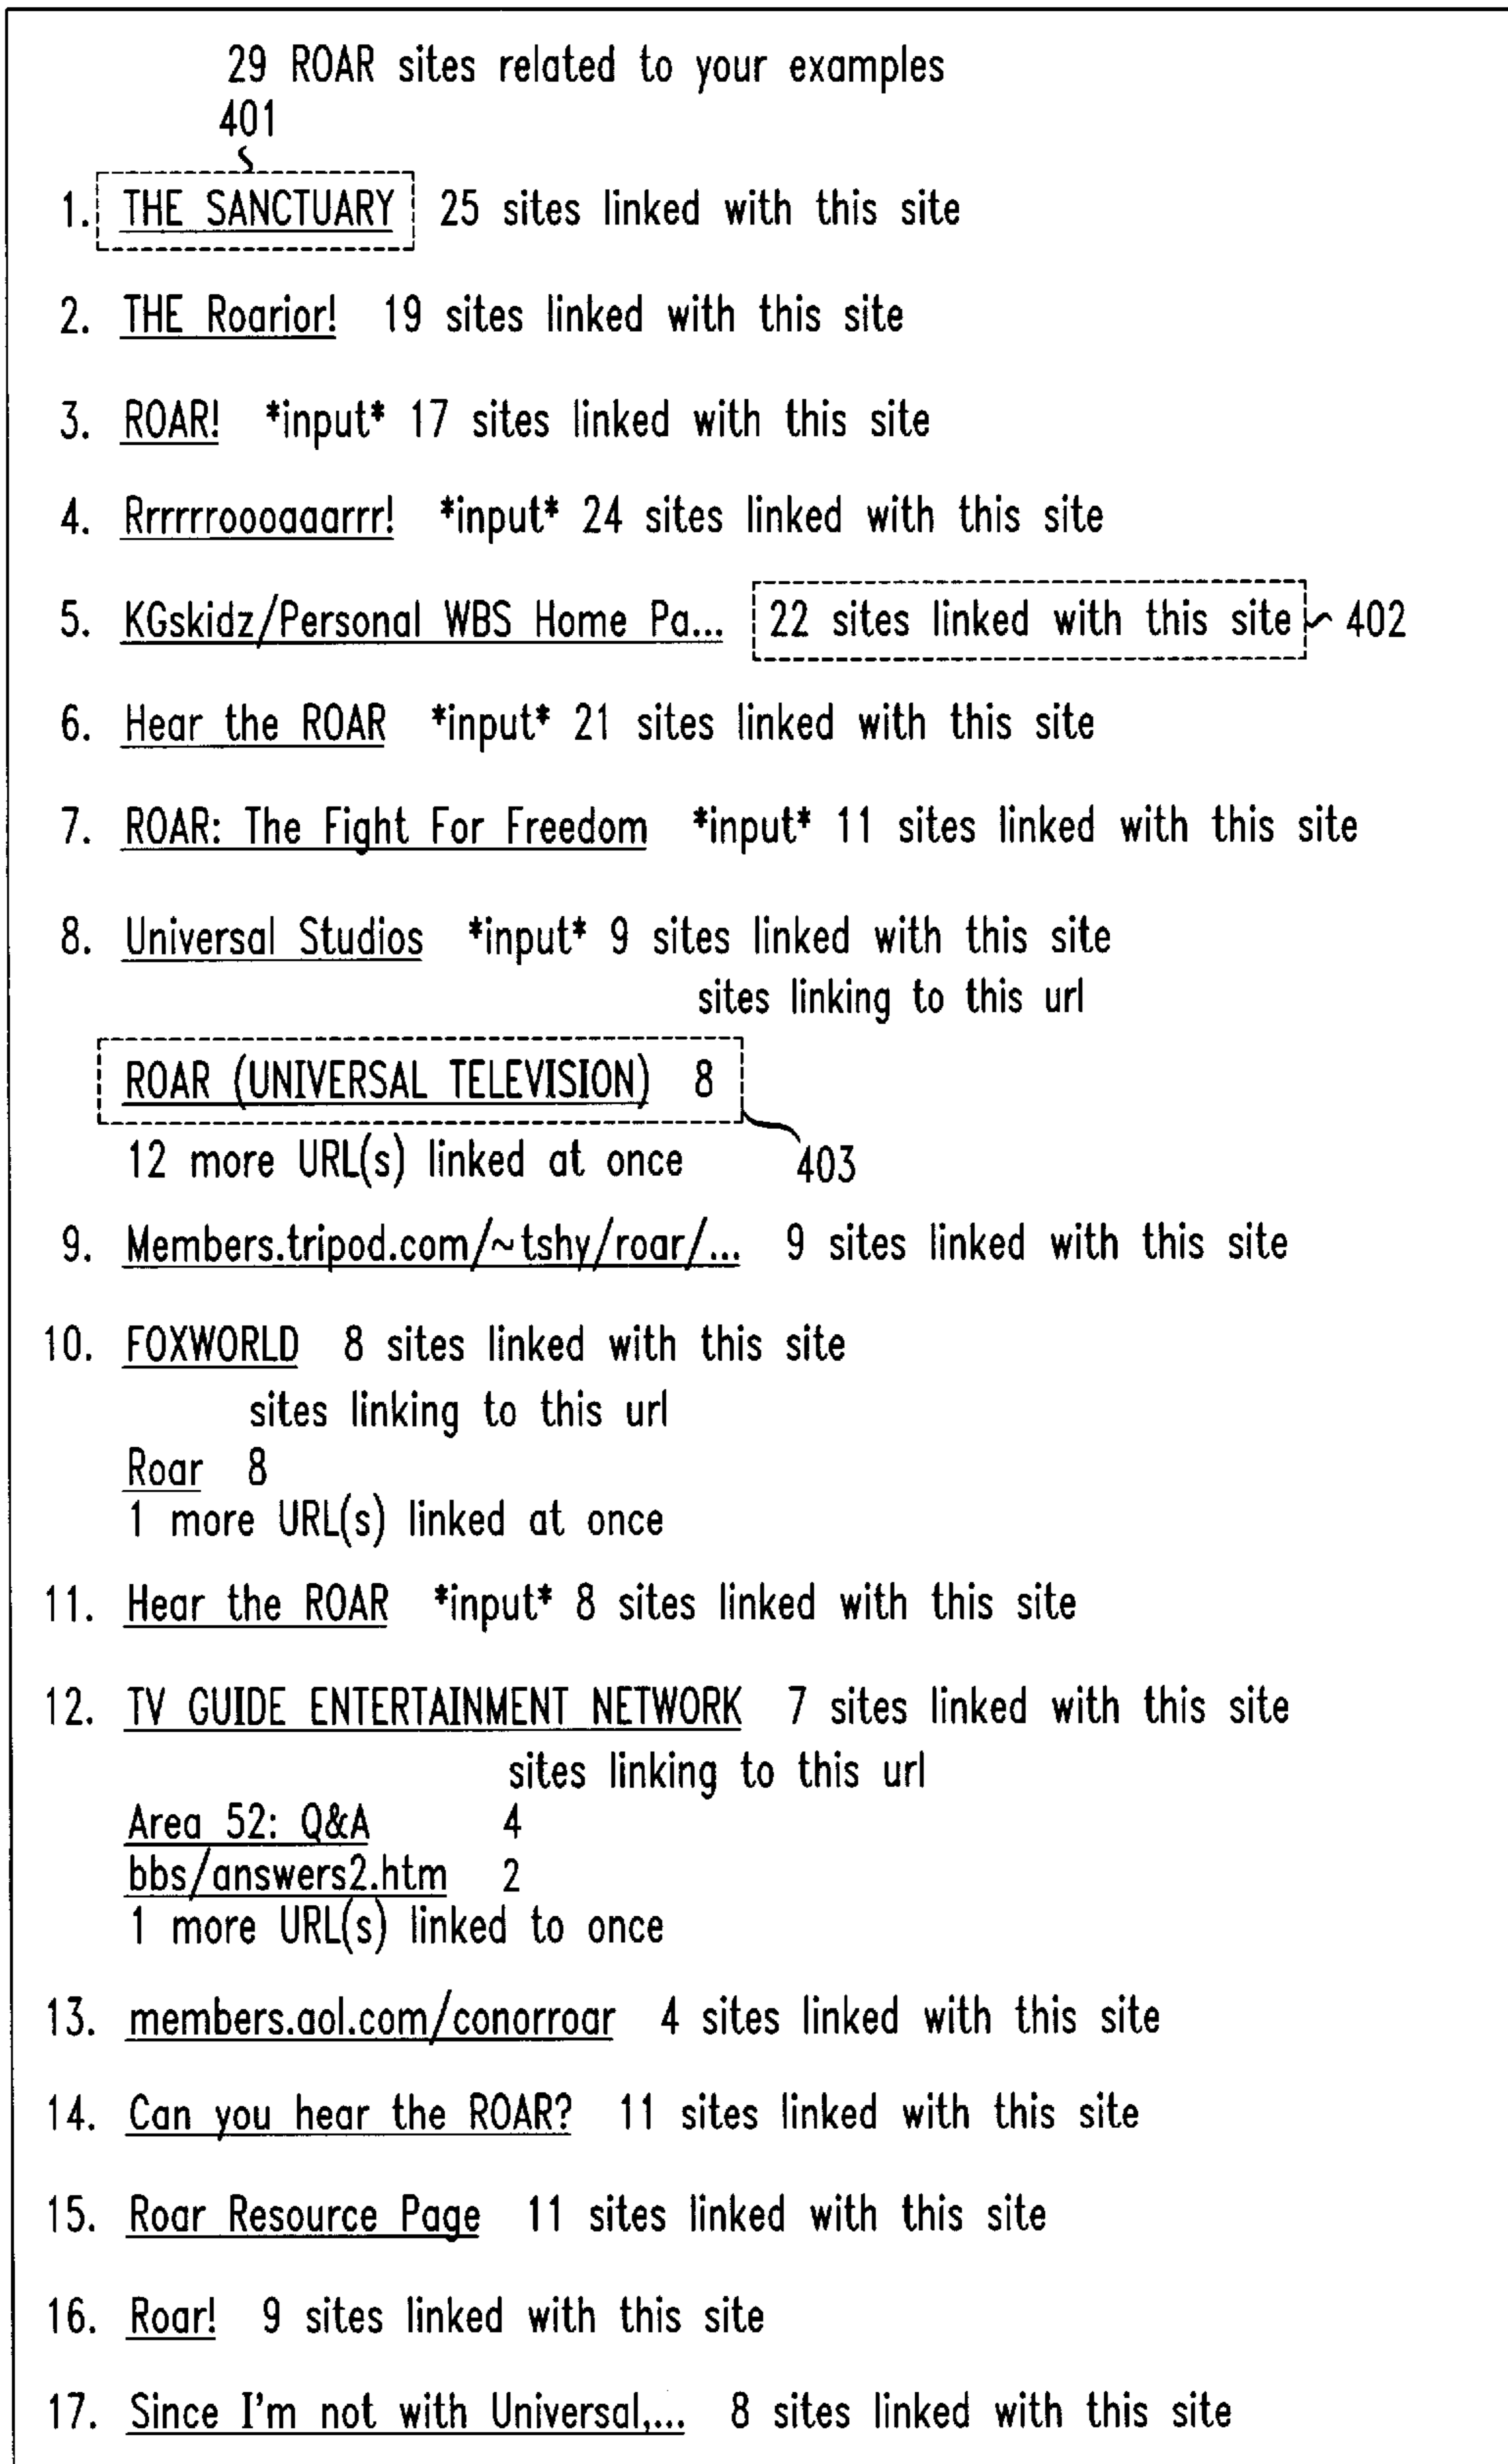 29 ROAR sites related to your examples
401
1. THE SANCTUARY 25 sites linked with this site
2. THE Roarior! 19 sites linked with this site
3. ROAR! *input* 17 sites linked with this site
4. Rrrrrroooaaarrr! *input* 24 sites linked with this site
5. KGskidz/Personal WBS Home Pa... 22 sites linked with this site 402
6. Hear the ROAR *input* 21 sites linked with this site
7. ROAR: The Fight For Freedom *input* 11 sites linked with this site
8. Universal Studios *input* 9 sites linked with this site
sites linking to this url
ROAR (UNIVERSAL TELEVISION) 8
12 more URL(s) linked at once 403
9. Members.tripod.com/~tshy/roar/... 9 sites linked with this site
10. FOXWORLD 8 sites linked with this site
sites linking to this url
Roar 8
1 more URL(s) linked at once
11. Hear the ROAR *input* 8 sites linked with this site
12. TV GUIDE ENTERTAINMENT NETWORK 7 sites linked with this site
sites linking to this url
Area 52: Q&A 4
bbs/answers2.htm 2
1 more URL(s) linked to once
13. members.aol.com/conorroar 4 sites linked with this site
14. Can you hear the ROAR? 11 sites linked with this site
15. Roar Resource Page 11 sites linked with this site
16. Roar! 9 sites linked with this site
17. Since I'm not with Universal,... 8 sites linked with this site